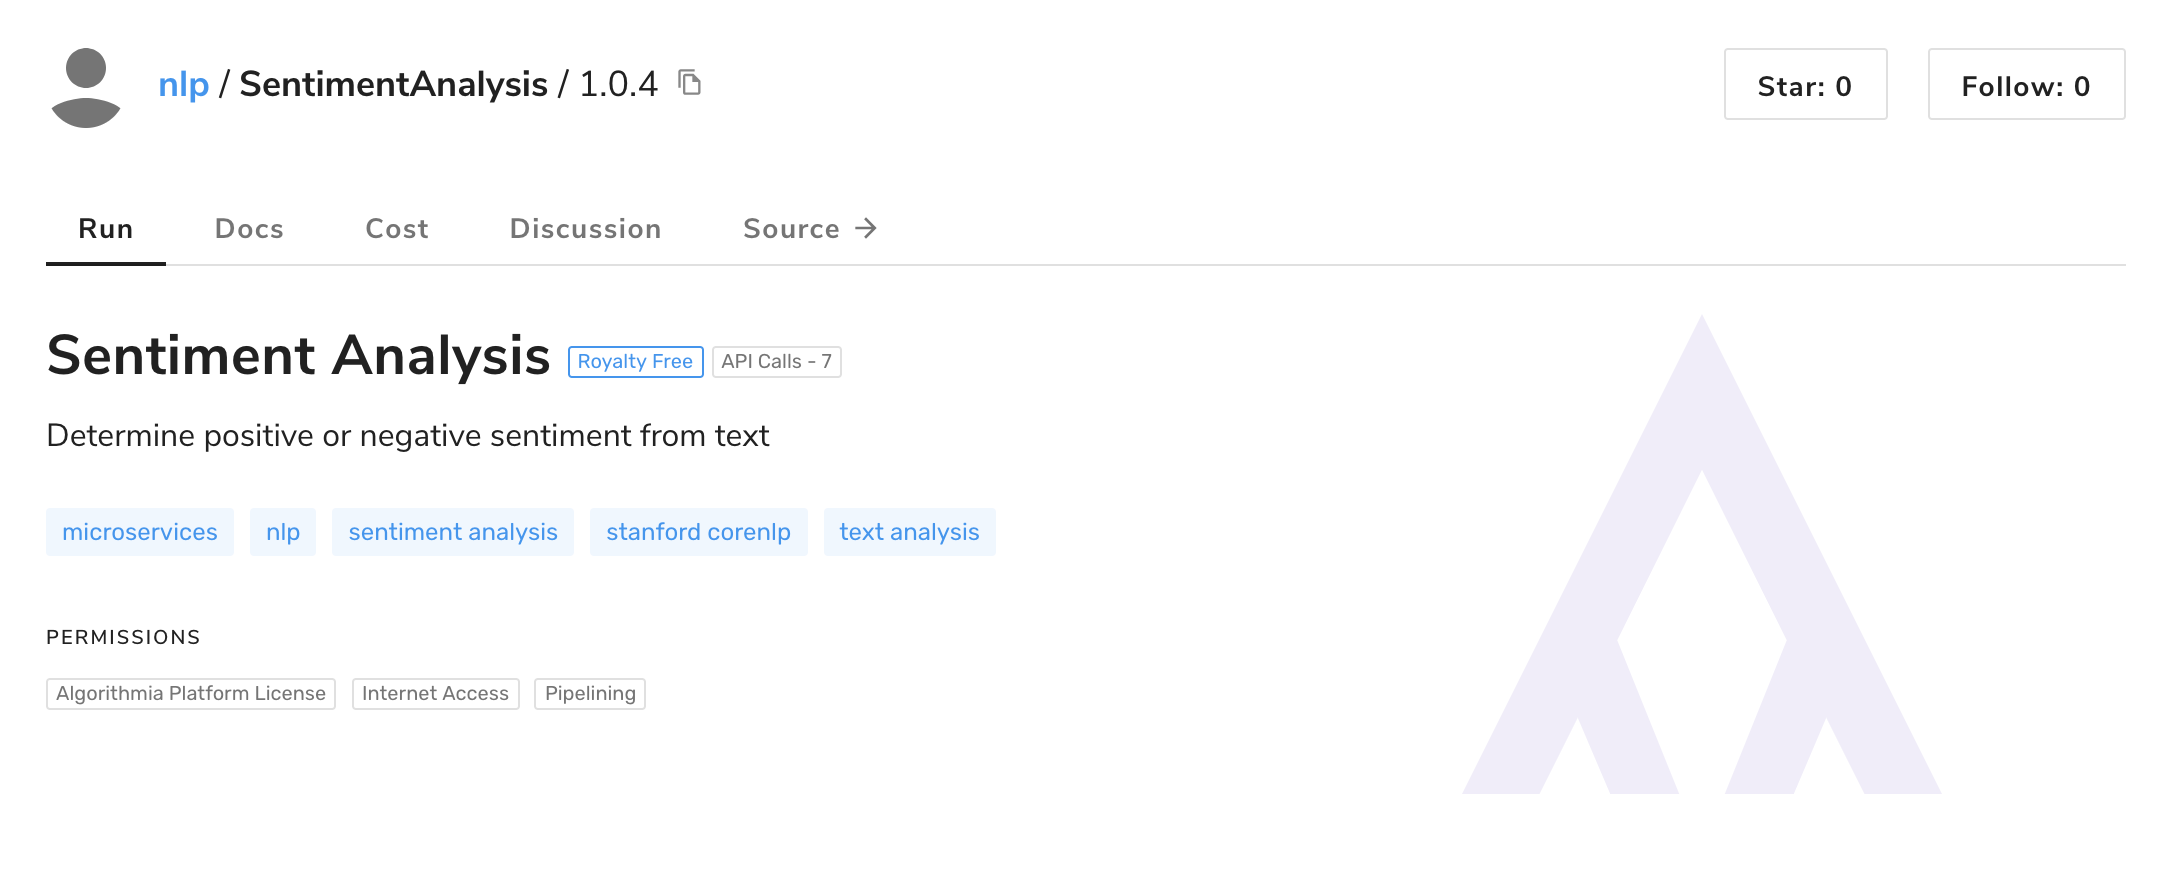 nlp / SentimentAnalysis / 1.0.4
Star: 0
Follow: 0
Run
Docs
Cost
Discussion
Source →
Sentiment Analysis
Royalty Free
API Calls - 7
Determine positive or negative sentiment from text
microservices
nlp
sentiment analysis
stanford corenlp
text analysis
PERMISSIONS
Algorithmia Platform License
Internet Access
Pipelining